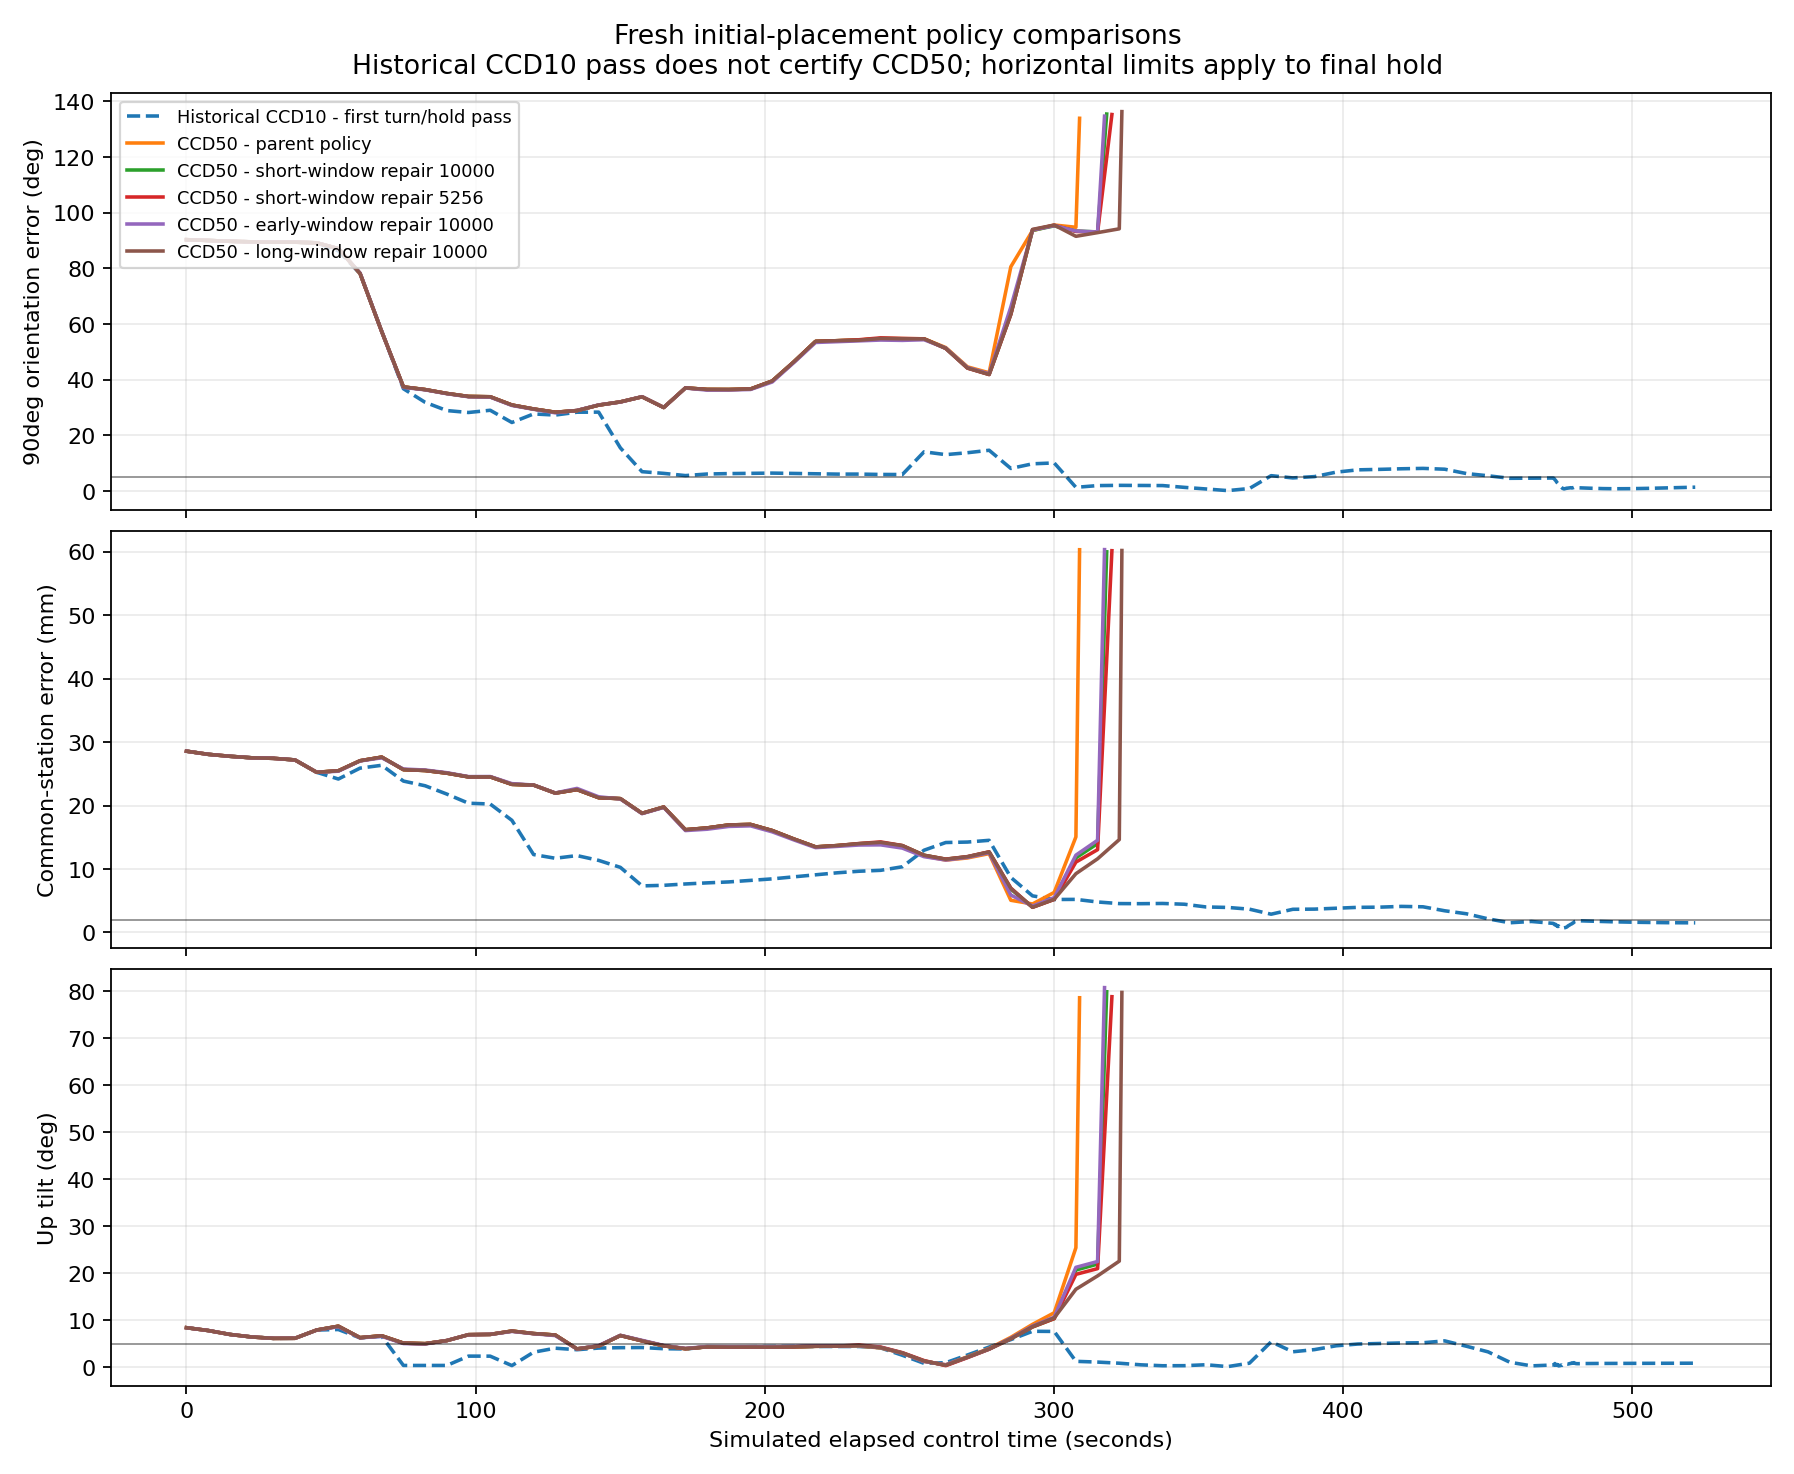 Fresh initial-placement policy comparisons
Historical CCD10 pass does not certify CCD50; horizontal limits apply to final hold
90deg orientation error (deg)
140
120
100
80
60
40
20
0
Historical CCD10 - first turn/hold pass
CCD50 - parent policy
CCD50 - short-window repair 10000
CCD50 - short-window repair 5256
CCD50 - early-window repair 10000
CCD50 - long-window repair 10000
Common-station error (mm)
60
50
40
30
20
10
0
Up tilt (deg)
80
70
60
50
40
30
20
10
0
0 100 200 300 400 500
Simulated elapsed control time (seconds)